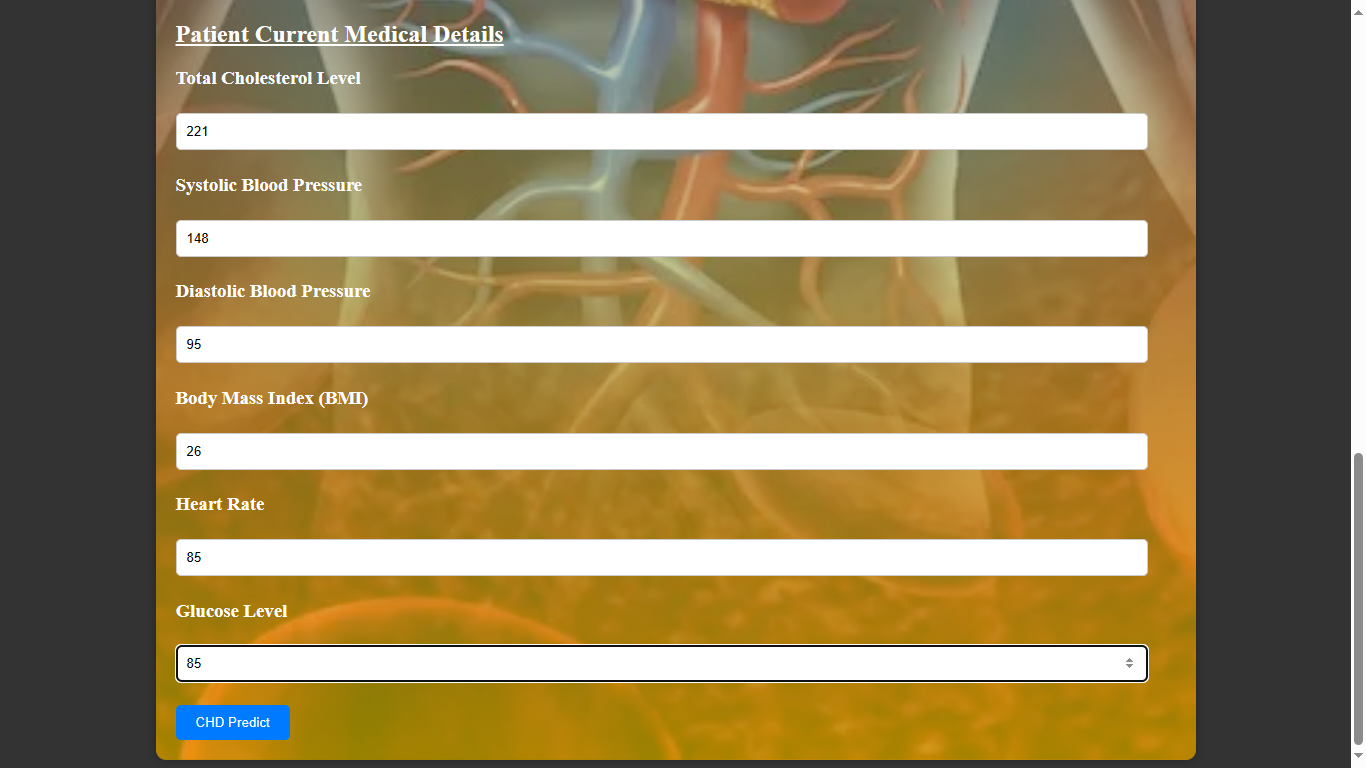 Patient Current Medical Details
Total Cholesterol Level
221
Systolic Blood Pressure
148
Diastolic Blood Pressure
95
Body Mass Index (BMI)
26
Heart Rate
85
Glucose Level
85
CHD Predict